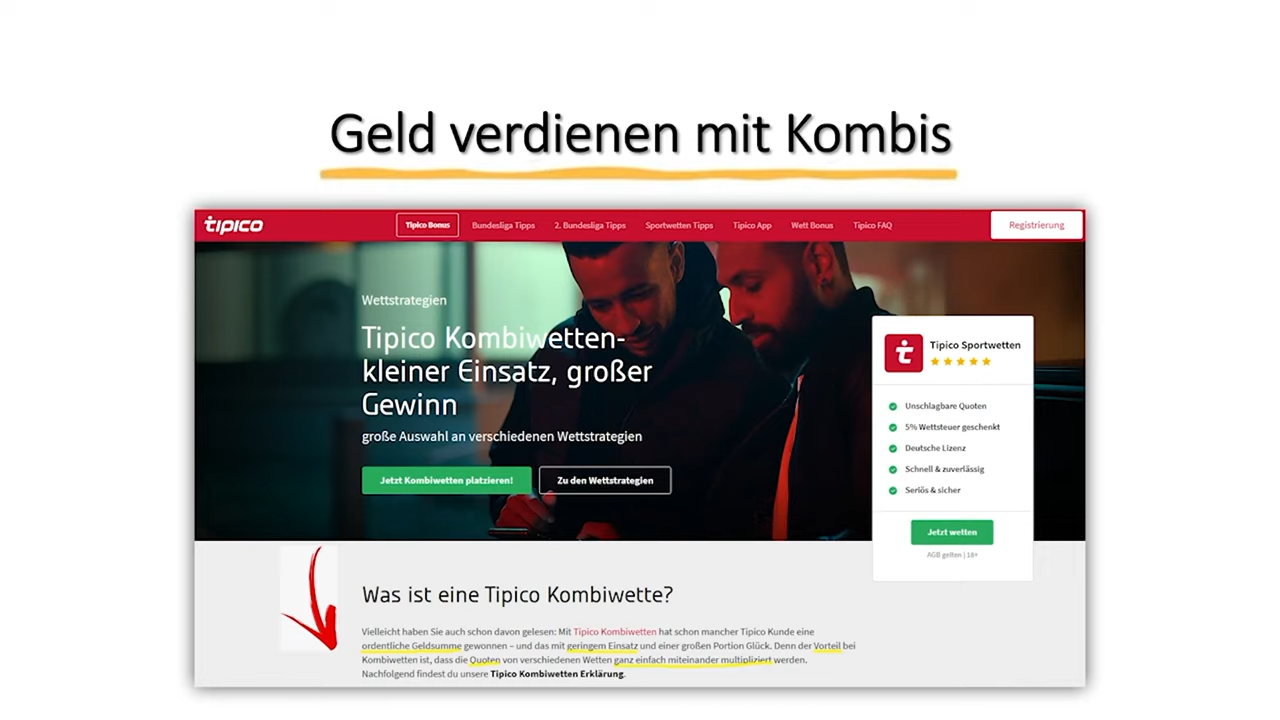 Geld verdienen mit Kombis
tipico
Tipico Bonus
Bundesliga Tipps
2. Bundesliga Tipps
Sportwetten Tipps
Tipico App
Wett Bonus
Tipico FAQ
Registrierung
Wettstrategien
Tipico Kombiwetten-
kleiner Einsatz, großer
Gewinn
große Auswahl an verschiedenen Wettstrategien
Jetzt Kombiwetten platzieren!
Zu den Wettstrategien
Tipico Sportwetten
Unschlagbare Quoten
5% Wettsteuer geschenkt
Deutsche Lizenz
Schnell & zuverlässig
Seriös & sicher
Jetzt wetten
AGB gelten | 18+
Was ist eine Tipico Kombiwette?
Vielleicht haben Sie auch schon davon gelesen: Mit Tipico Kombiwetten hat schon mancher Tipico Kunde eine
ordentliche Geldsumme gewonnen – und das mit geringem Einsatz und einer großen Portion Glück. Denn der Vorteil bei
Kombiwetten ist, dass die Quoten von verschiedenen Wetten ganz einfach miteinander multipliziert werden.
Nachfolgend findest du unsere Tipico Kombiwetten Erklärung.